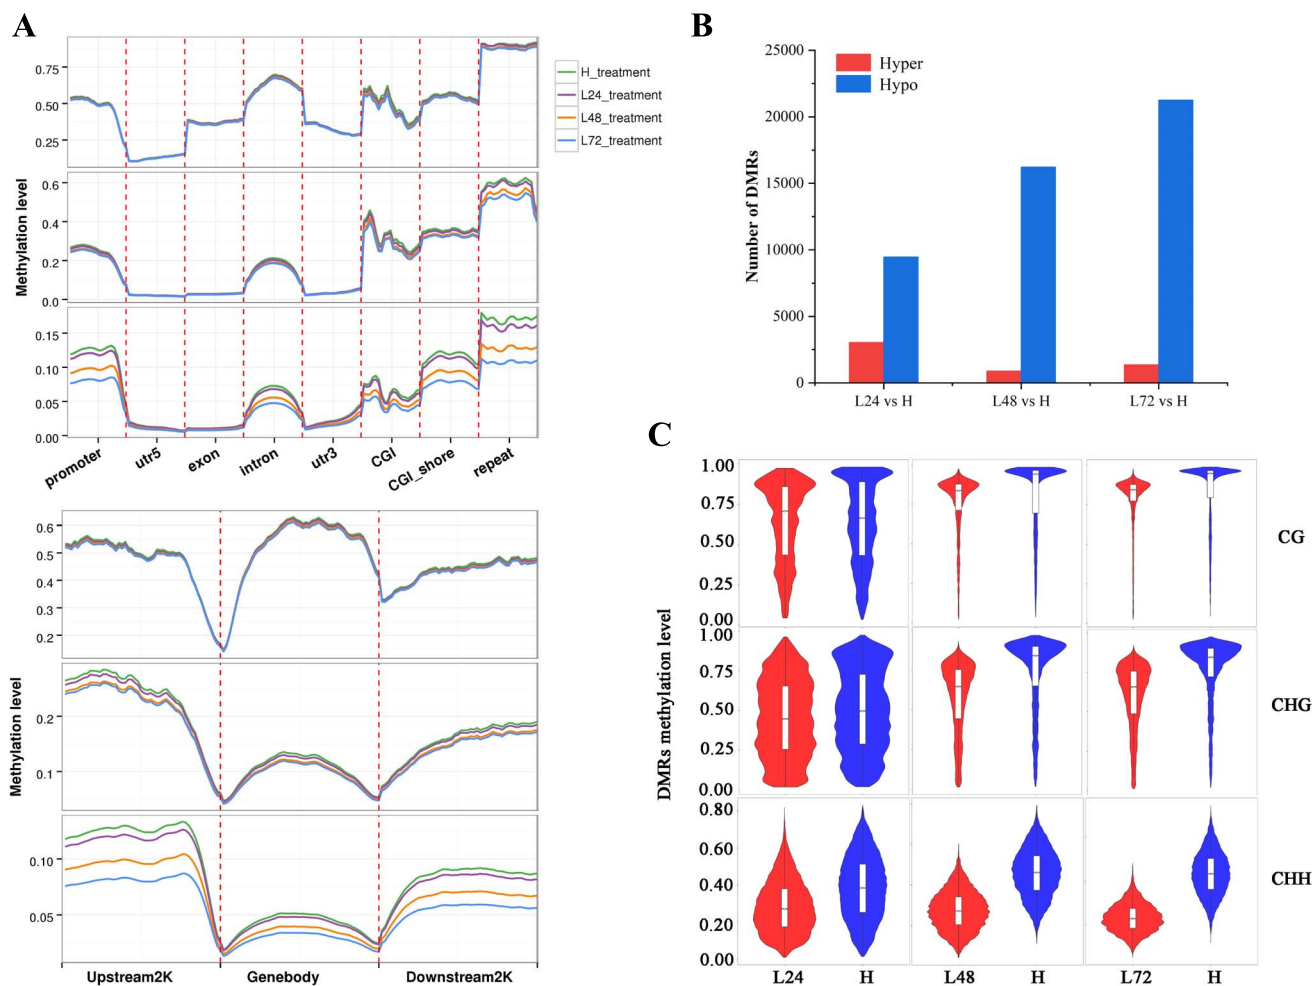 A
Methylation level
0.75
0.50
0.25
0.6
0.4
0.2
0.0
0.15
0.10
0.05
0.00
promoter
utr5
exon
intron
utr3
CGI
CGI_shore
repeat
H_treatment
L24_treatment
L48_treatment
L72_treatment
Methylation level
0.6
0.5
0.4
0.3
0.2
0.2
0.1
0.10
0.05
Upstream2K
Genebody
Downstream2K
B
Number of DMRs
25000
20000
15000
10000
5000
0
Hyper
Hypo
L24 vs H
L48 vs H
L72 vs H
C
DMRs methylation level
1.00
0.75
0.50
0.25
0.00
CG
1.00
0.75
0.50
0.25
0.00
CHG
0.80
0.60
0.40
0.20
0.00
CHH
L24
H
L48
H
L72
H